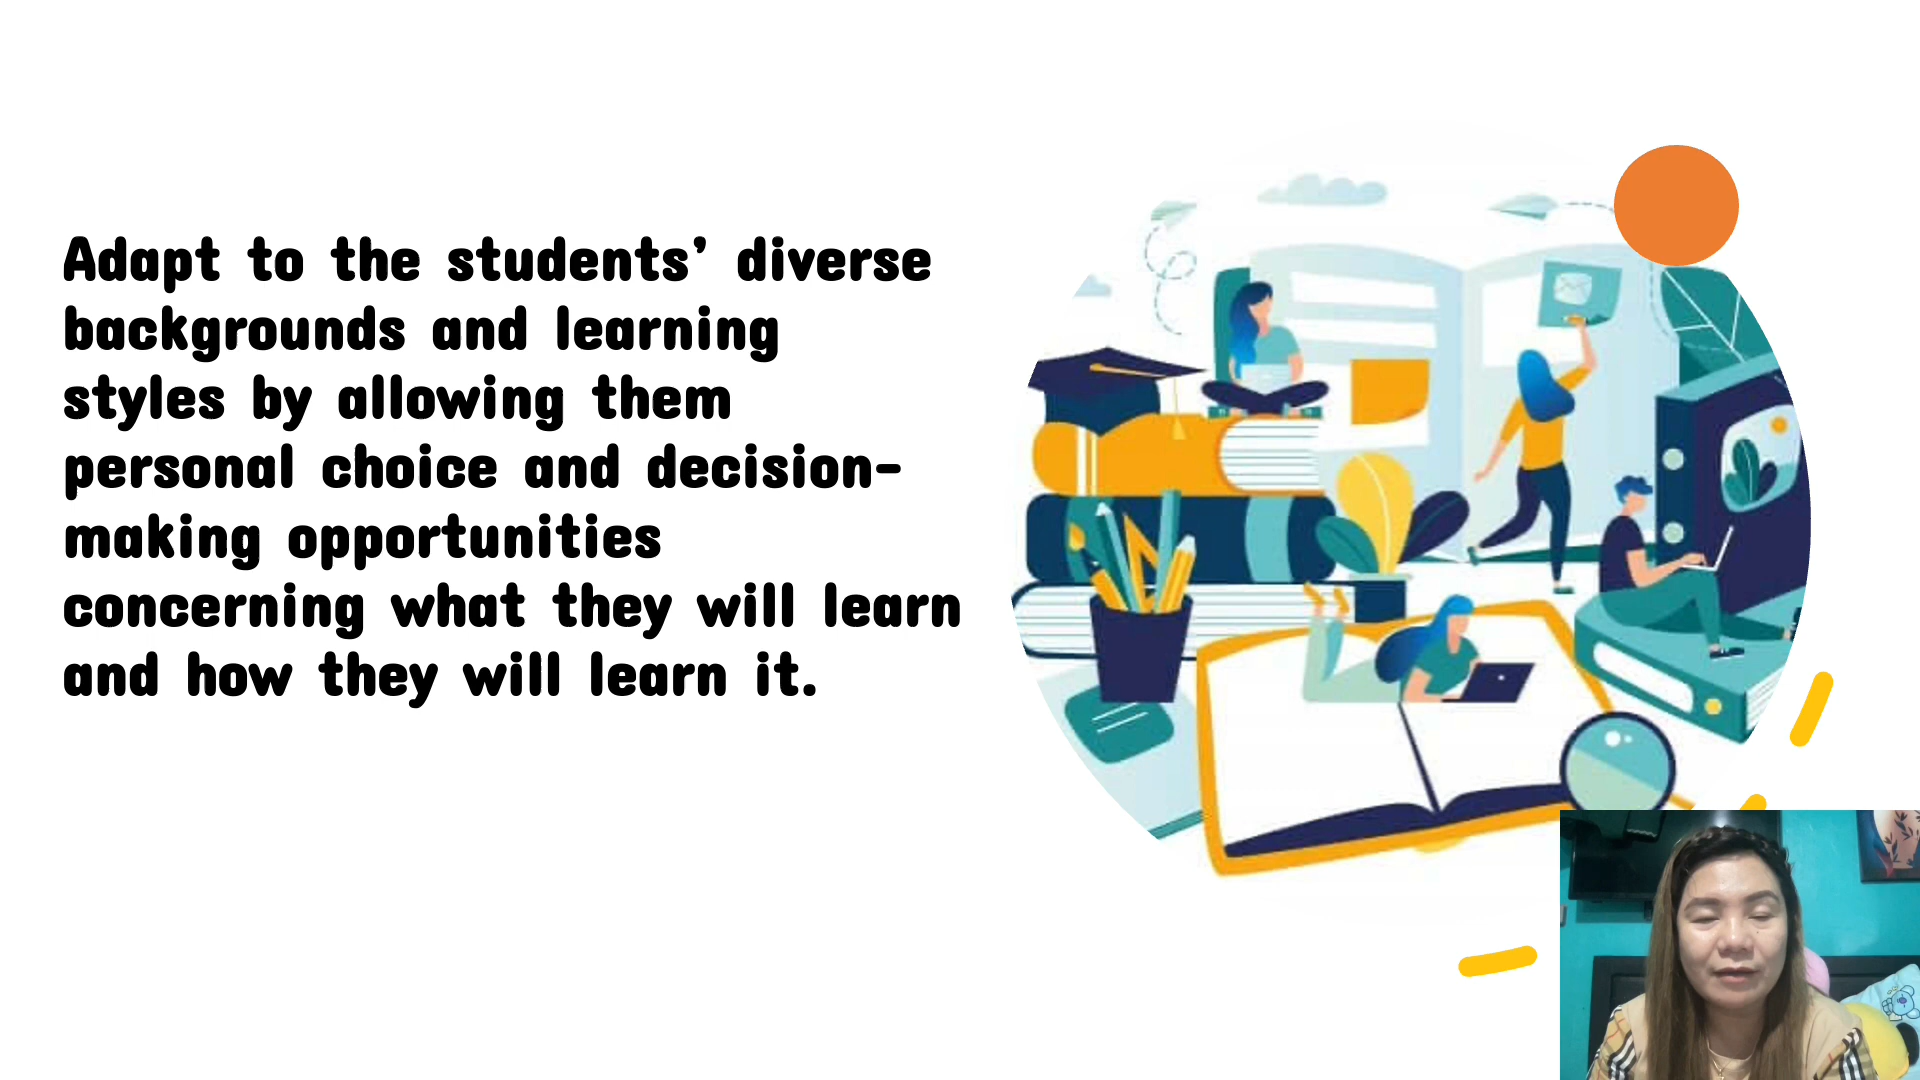 Adapt to the students’ diverse
backgrounds and learning
styles by allowing them
personal choice and decision-
making opportunities
concerning what they will learn
and how they will learn it.